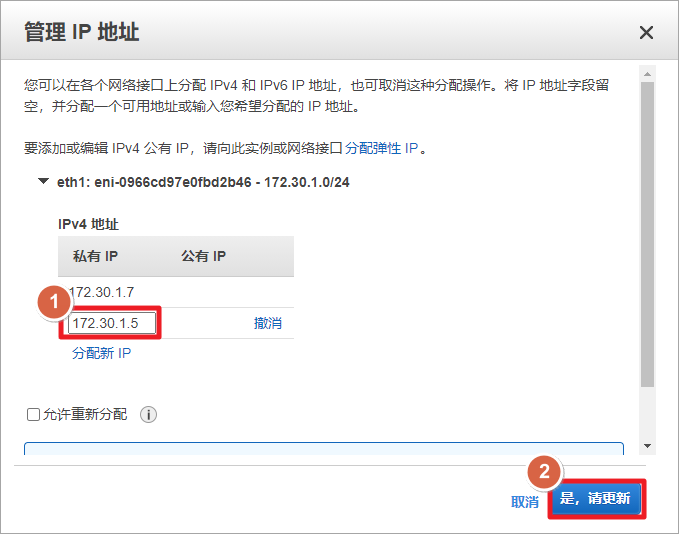 管理 IP 地址
您可以在各个网络接口上分配 IPv4 和 IPv6 IP 地址，也可取消这种分配操作。将 IP 地址字段留
空，并分配一个可用地址或输入您希望分配的 IP 地址。
要添加或编辑 IPv4 公有 IP，请向此实例或网络接口分配弹性 IP。
eth1: eni-0966cd97e0fbd2b46 - 172.30.1.0/24
IPv4 地址
私有 IP 公有 IP
172.30.1.7
1
172.30.1.5 撤消
分配新 IP
允许重新分配
2
取消 是，请更新